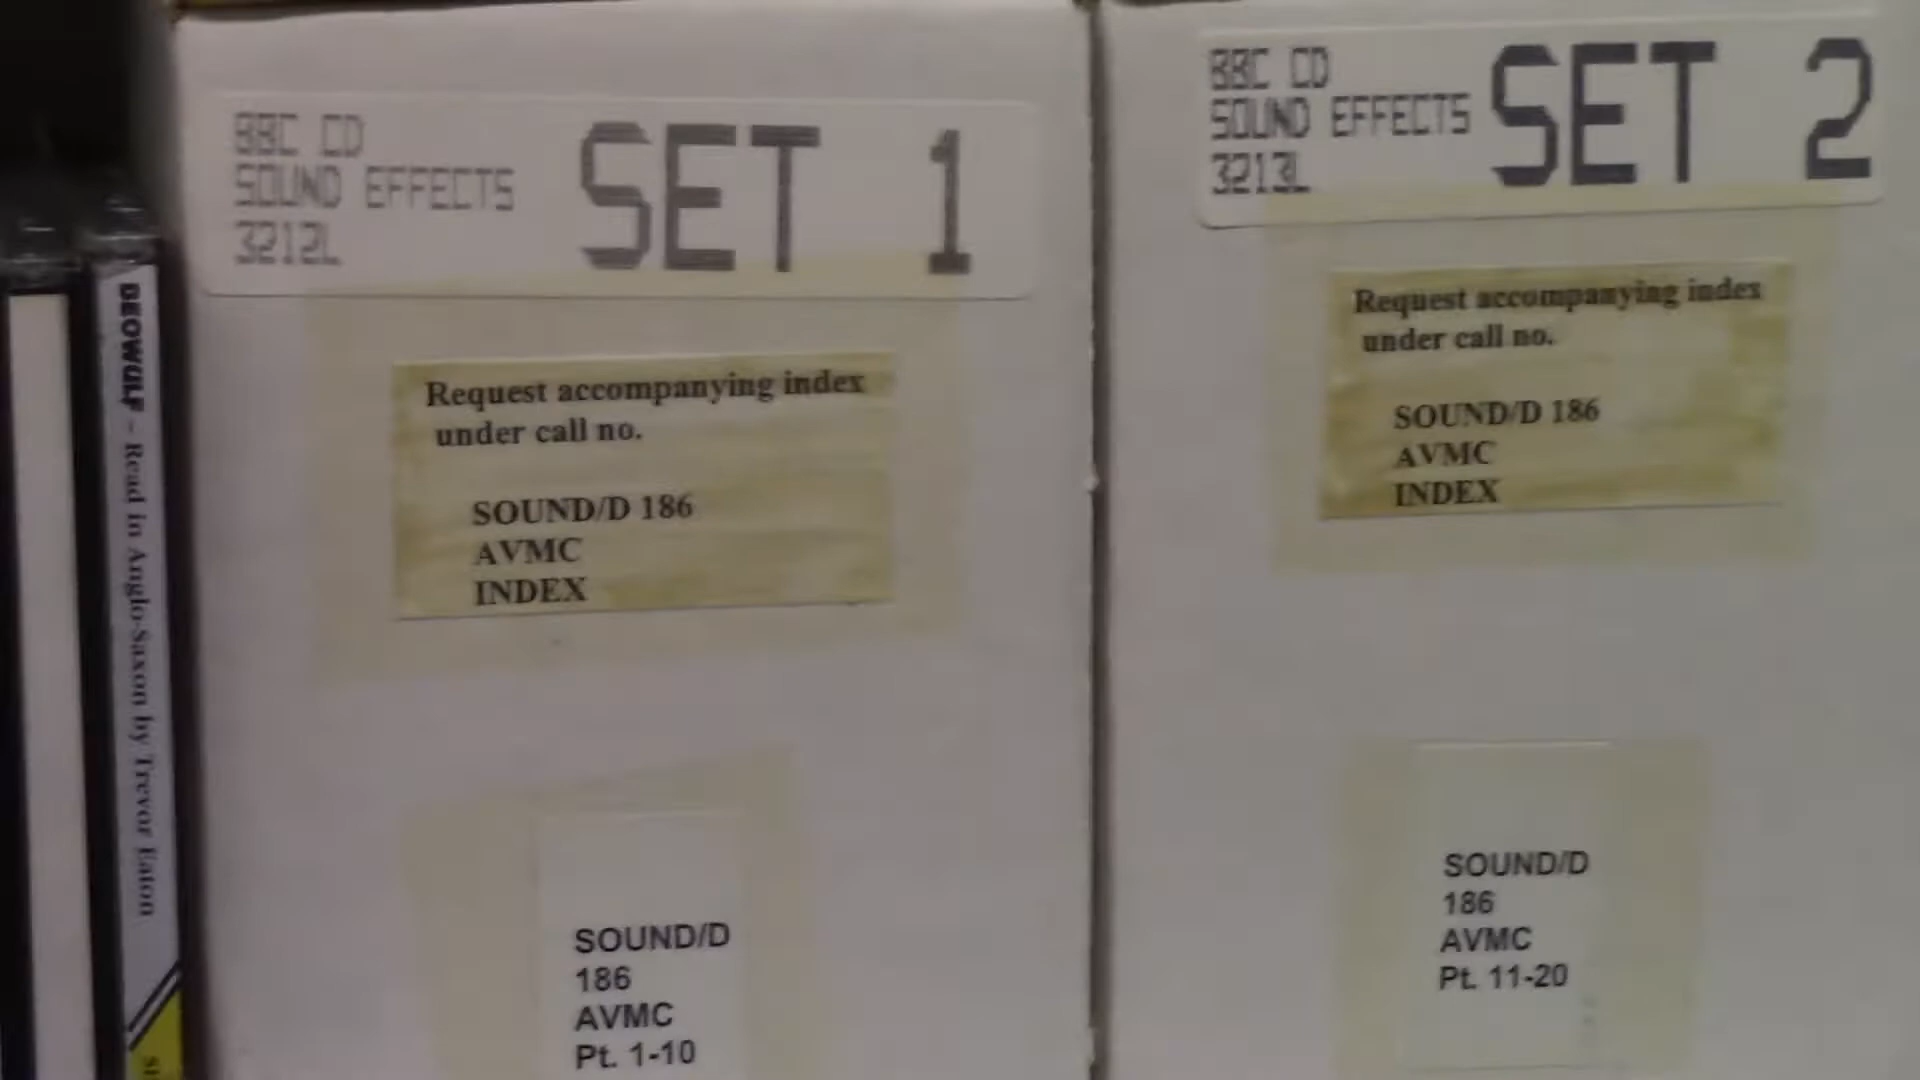 BEOWULF - Read in Anglo-Saxon by Trevor Eaton
BBC CD
SOUND EFFECTS
3212L
SET 1
Request accompanying index
under call no.
SOUND/D 186
AVMC
INDEX
SOUND/D
186
AVMC
Pt. 1-10
BBC CD
SOUND EFFECTS
3213L
SET 2
Request accompanying index
under call no.
SOUND/D 186
AVMC
INDEX
SOUND/D
186
AVMC
Pt. 11-20